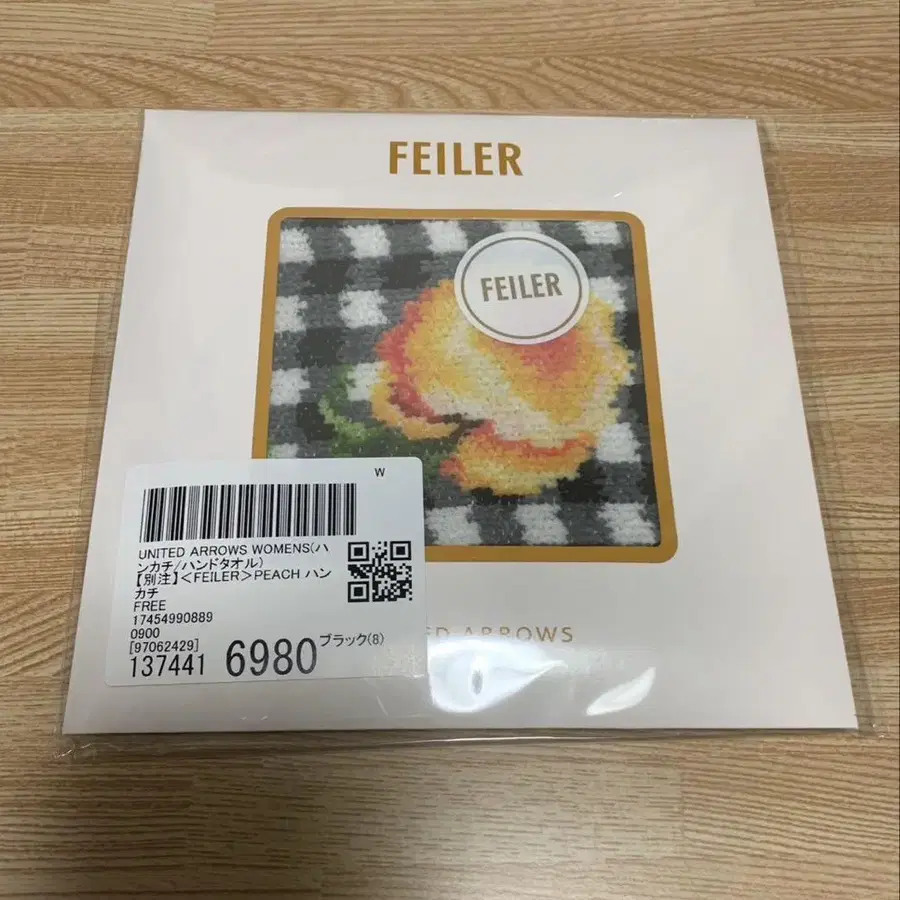 FEILER
FEILER
W
UNITED ARROWS WOMENS(ハ
ンカチ/ハンドタオル)
【別注】<FEILER>PEACH ハン
カチ
FREE
17454990889
0900
[97062429]
137441 6980 ブラック(8)
ARROWS